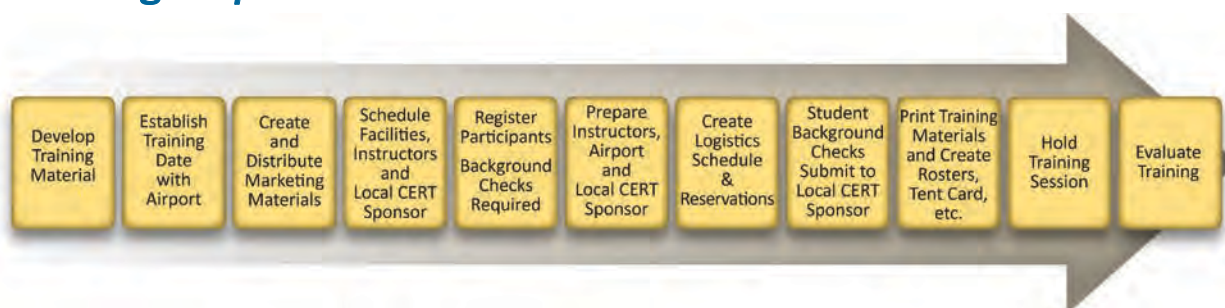 Develop
Training
Material
Establish
Training
Date
with
Airport
Create
and
Distribute
Marketing
Materials
Schedule
Facilities,
Instructors
and
Local CERT
Sponsor
Register
Participants
Background
Checks
Required
Prepare
Instructors,
Airport
and
Local CERT
Sponsor
Create
Logistics
Schedule
&
Reservations
Student
Background
Checks
Submit to
Local CERT
Sponsor
Print Training
Materials
and Create
Rosters,
Tent Card,
etc.
Hold
Training
Session
Evaluate
Training